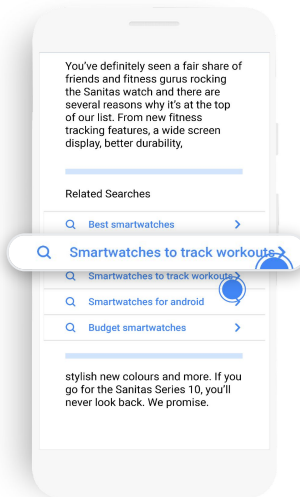 You've definitely seen a fair share of
friends and fitness gurus rocking
the Sanitas watch and there are
several reasons why it's at the top
of our list. From new fitness
tracking features, a wide screen
display, better durability,
Related Searches
Best smartwatches
Smartwatches to track workouts
Smartwatches to track workouts
Smartwatches for android
Budget smartwatches
stylish new colours and more. If you
go for the Sanitas Series 10, you'll
never look back. We promise.